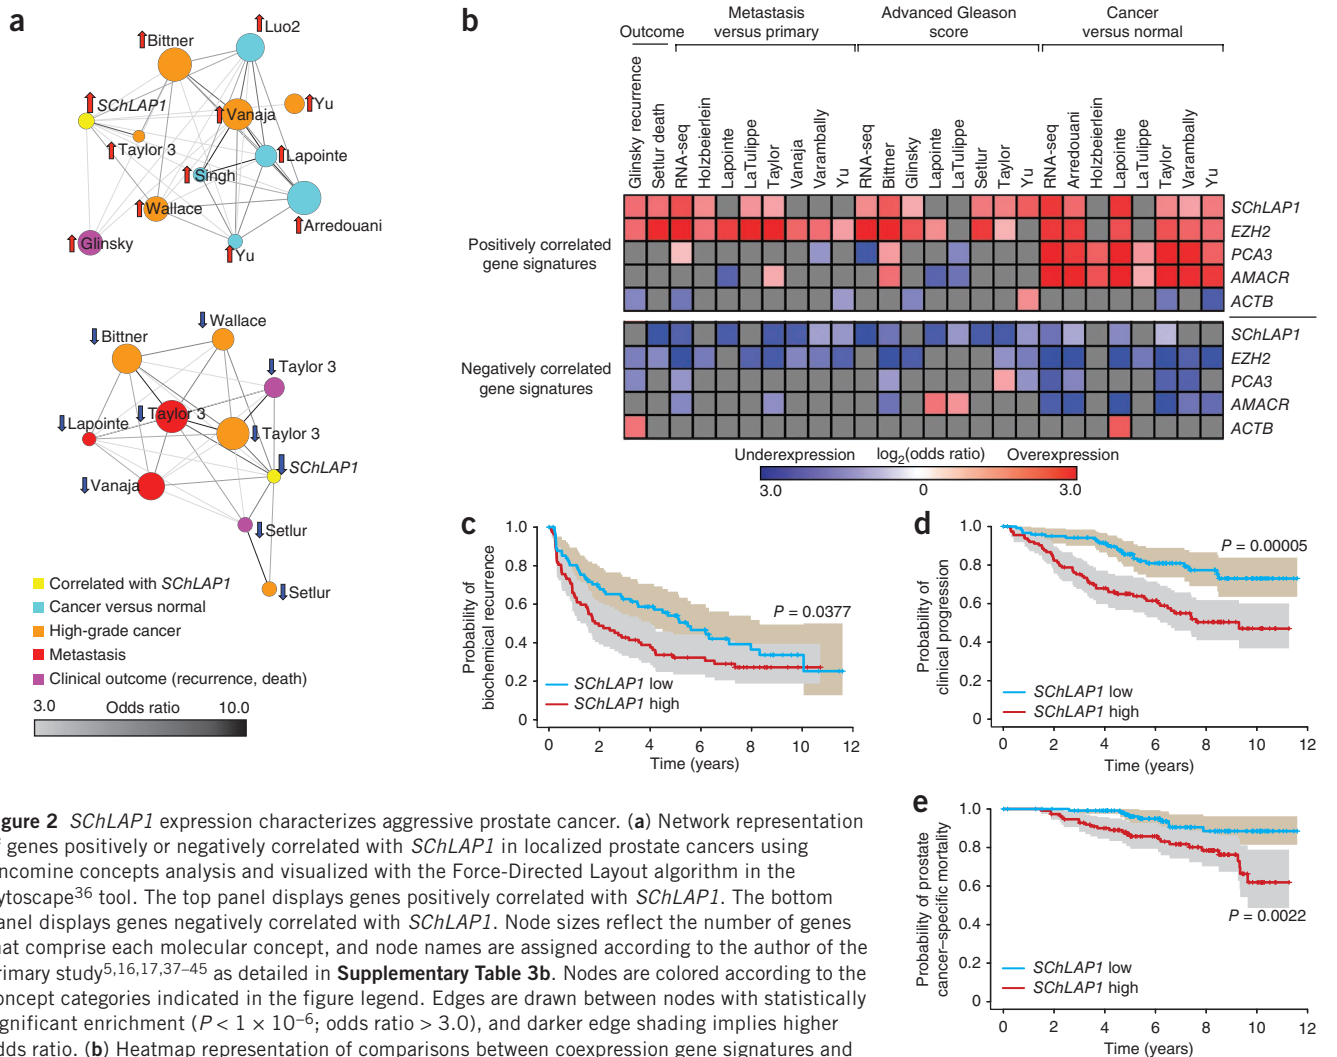 a
Luo2
Bittner
SChLAP1
Vanaja
Yu
Taylor 3
Lapointe
Singh
Wallace
Arredouani
Glinsky
Yu
Wallace
Bittner
Taylor 3
Taylor 3
Lapointe
Taylor 3
SChLAP1
Vanaja
Setlur
Setlur
Correlated with SChLAP1
Cancer versus normal
High-grade cancer
Metastasis
Clinical outcome (recurrence, death)
3.0 Odds ratio 10.0
b
Outcome
Metastasis
versus primary
Advanced Gleason
score
Cancer
versus normal
Glinsky recurrence
Setlur death
RNA-seq
Holzbeierlein
Lapointe
LaTulippe
Taylor
Vanaja
Varambally
Yu
RNA-seq
Bittner
Glinsky
Lapointe
LaTulippe
Setlur
Taylor
Yu
RNA-seq
Arredouani
Holzbeierlein
Lapointe
LaTulippe
Taylor
Varambally
Yu
Positively correlated
gene signatures
SChLAP1
EZH2
PCA3
AMACR
ACTB
Negatively correlated
gene signatures
SChLAP1
EZH2
PCA3
AMACR
ACTB
Underexpression log2(odds ratio) Overexpression
3.0 0 3.0
c
Probability of
biochemical recurrence
1.0
0.8
0.6
0.4
0.2
0
P = 0.0377
SChLAP1 low
SChLAP1 high
0 2 4 6 8 10 12
Time (years)
d
Probability of
clinical progression
1.0
0.8
0.6
0.4
0.2
0
P = 0.00005
SChLAP1 low
SChLAP1 high
0 2 4 6 8 10 12
Time (years)
e
Probability of prostate
cancer–specific mortality
1.0
0.8
0.6
0.4
0.2
0
P = 0.0022
SChLAP1 low
SChLAP1 high
0 2 4 6 8 10 12
Time (years)
igure 2 SChLAP1 expression characterizes aggressive prostate cancer. (a) Network representation
f genes positively or negatively correlated with SChLAP1 in localized prostate cancers using
ncomine concepts analysis and visualized with the Force-Directed Layout algorithm in the
ytoscape36 tool. The top panel displays genes positively correlated with SChLAP1. The bottom
anel displays genes negatively correlated with SChLAP1. Node sizes reflect the number of genes
hat comprise each molecular concept, and node names are assigned according to the author of the
rimary study5,16,17,37–45 as detailed in Supplementary Table 3b. Nodes are colored according to the
oncept categories indicated in the figure legend. Edges are drawn between nodes with statistically
ignificant enrichment (P < 1 × 10−6; odds ratio > 3.0), and darker edge shading implies higher
dds ratio. (b) Heatmap representation of comparisons between coexpression gene signatures and